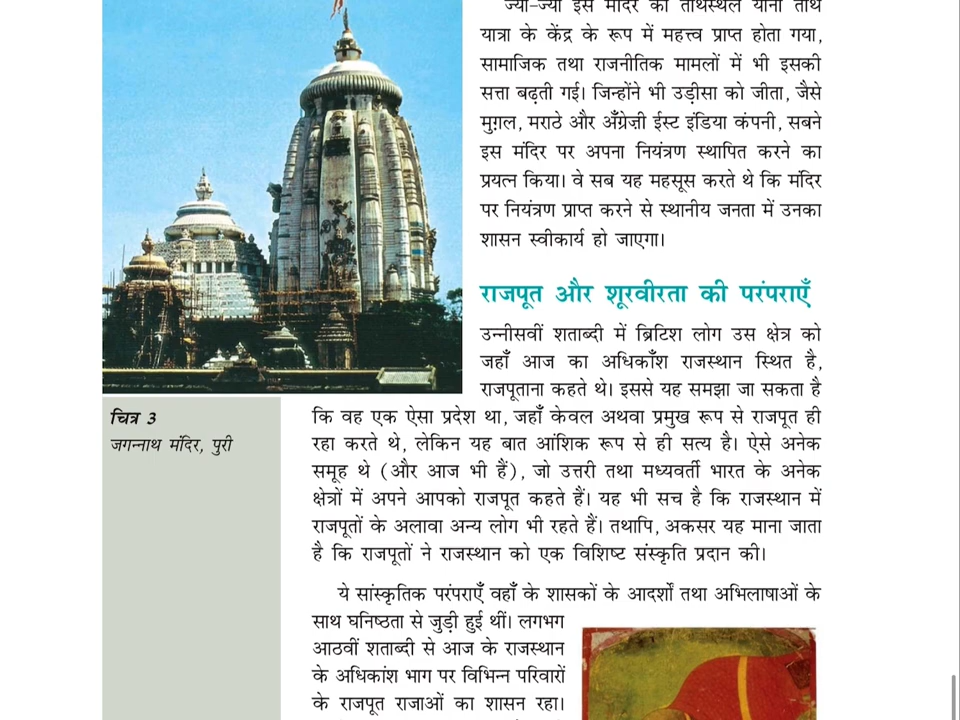 ज्यों-ज्यों इस मंदिर को तीर्थस्थल यानी तीर्थ
यात्रा के केंद्र के रूप में महत्त्व प्राप्त होता गया,
सामाजिक तथा राजनीतिक मामलों में भी इसकी
सत्ता बढ़ती गई। जिन्होंने भी उड़ीसा को जीता, जैसे
मुग़ल, मराठे और अँग्रेज़ी ईस्ट इंडिया कंपनी, सबने
इस मंदिर पर अपना नियंत्रण स्थापित करने का
प्रयत्न किया। वे सब यह महसूस करते थे कि मंदिर
पर नियंत्रण प्राप्त करने से स्थानीय जनता में उनका
शासन स्वीकार्य हो जाएगा।
राजपूत और शूरवीरता की परंपराएँ
उन्नीसवीं शताब्दी में ब्रिटिश लोग उस क्षेत्र को
जहाँ आज का अधिकाँश राजस्थान स्थित है,
राजपूताना कहते थे। इससे यह समझा जा सकता है
कि वह एक ऐसा प्रदेश था, जहाँ केवल अथवा प्रमुख रूप से राजपूत ही
रहा करते थे, लेकिन यह बात आंशिक रूप से ही सत्य है। ऐसे अनेक
समूह थे (और आज भी हैं), जो उत्तरी तथा मध्यवर्ती भारत के अनेक
क्षेत्रों में अपने आपको राजपूत कहते हैं। यह भी सच है कि राजस्थान में
राजपूतों के अलावा अन्य लोग भी रहते हैं। तथापि, अकसर यह माना जाता
है कि राजपूतों ने राजस्थान को एक विशिष्ट संस्कृति प्रदान की।
चित्र 3
जगन्नाथ मंदिर, पुरी
ये सांस्कृतिक परंपराएँ वहाँ के शासकों के आदर्शों तथा अभिलाषाओं के
साथ घनिष्ठता से जुड़ी हुई थीं। लगभग
आठवीं शताब्दी से आज के राजस्थान
के अधिकांश भाग पर विभिन्न परिवारों
के राजपूत राजाओं का शासन रहा।